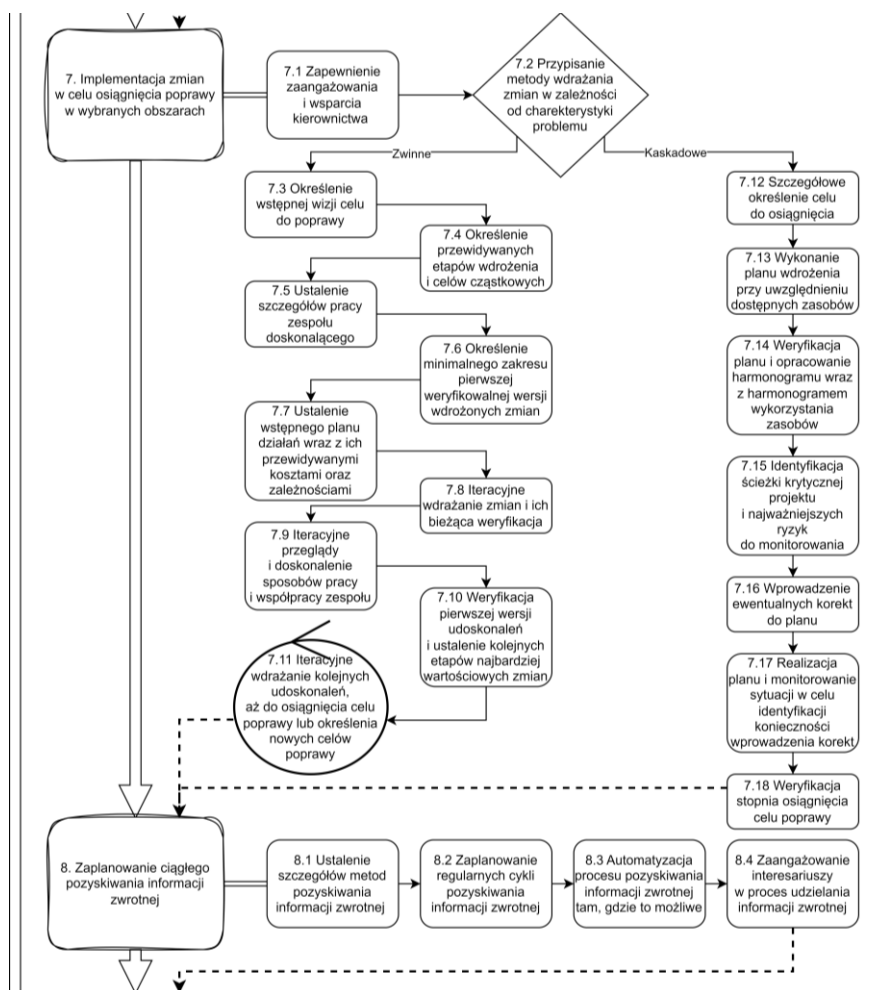 7. Implementacja zmian
w celu osiągnięcia poprawy
w wybranych obszarach
7.1 Zapewnienie
zaangażowania
i wsparcia
kierownictwa
7.2 Przypisanie
metody wdrażania
zmian w zależności
od charekterystyki
problemu
Zwinne
Kaskadowe
7.3 Określenie
wstępnej wizji celu
do poprawy
7.4 Określenie
przewidywanych
etapów wdrożenia
i celów cząstkowych
7.5 Ustalenie
szczegółów pracy
zespołu
doskonalącego
7.6 Określenie
minimalnego zakresu
pierwszej
weryfikowalnej wersji
wdrożonych zmian
7.7 Ustalenie
wstępnego planu
działań wraz z ich
przewidywanymi
kosztami oraz
zależnościami
7.8 Iteracyjne
wdrażanie zmian i ich
bieżąca weryfikacja
7.9 Iteracyjne
przeglądy
i doskonalenie
sposobów pracy
i współpracy zespołu
7.10 Weryfikacja
pierwszej wersji
udoskonaleń
i ustalenie kolejnych
etapów najbardziej
wartościowych zmian
7.11 Iteracyjne
wdrażanie kolejnych
udoskonaleń,
aż do osiągnięcia celu
poprawy lub określenia
nowych celów
poprawy
7.12 Szczegółowe
określenie celu
do osiągnięcia
7.13 Wykonanie
planu wdrożenia
przy uwzględnieniu
dostępnych zasobów
7.14 Weryfikacja
planu i opracowanie
harmonogramu wraz
z harmonogramem
wykorzystania
zasobów
7.15 Identyfikacja
ścieżki krytycznej
projektu
i najważniejszych
ryzyk
do monitorowania
7.16 Wprowadzenie
ewentualnych korekt
do planu
7.17 Realizacja
planu i monitorowanie
sytuacji w celu
identyfikacji
konieczności
wprowadzenia korekt
7.18 Weryfikacja
stopnia osiągnięcia
celu poprawy
8. Zaplanowanie ciągłego
pozyskiwania informacji
zwrotnej
8.1 Ustalenie
szczegółów metod
pozyskiwania
informacji zwrotnej
8.2 Zaplanowanie
regularnych cykli
pozyskiwania
informacji zwrotnej
8.3 Automatyzacja
procesu pozyskiwania
informacji zwrotnej
tam, gdzie to możliwe
8.4 Zaangażowanie
interesariuszy
w proces udzielania
informacji zwrotnej